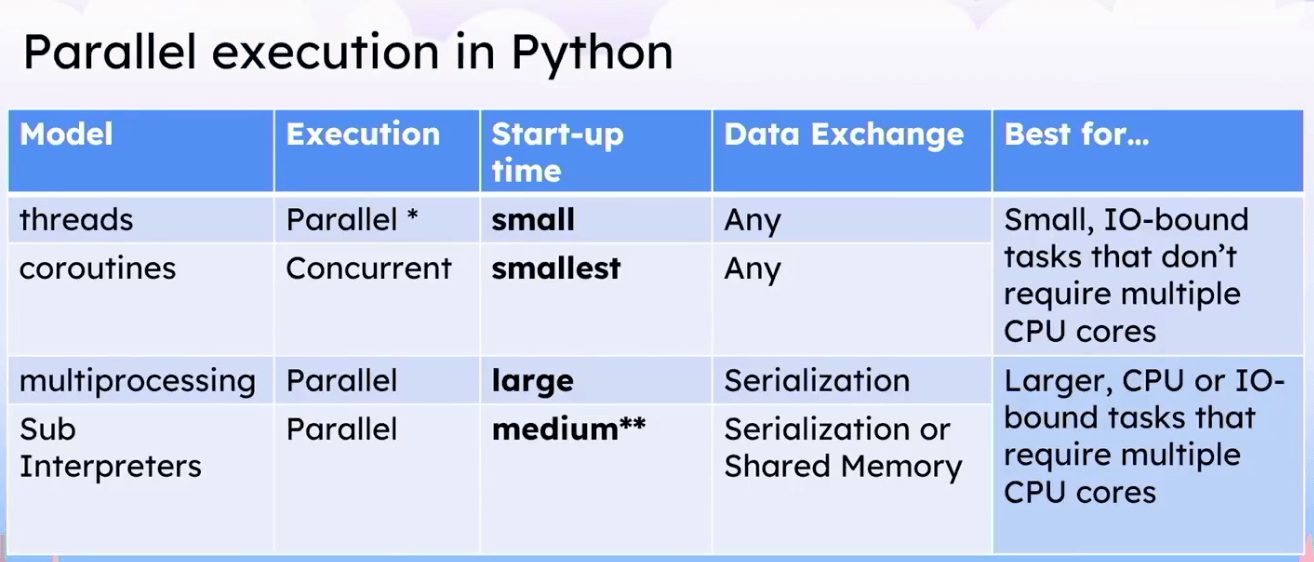 Parallel execution in Python
Model
Execution
Start-up
time
Data Exchange
Best for...
threads
Parallel *
small
Any
Small, IO-bound
tasks that don't
require multiple
CPU cores
coroutines
Concurrent
smallest
Any
multiprocessing
Parallel
large
Serialization
Larger, CPU or IO-
bound tasks that
require multiple
CPU cores
Sub
Interpreters
Parallel
medium**
Serialization or
Shared Memory